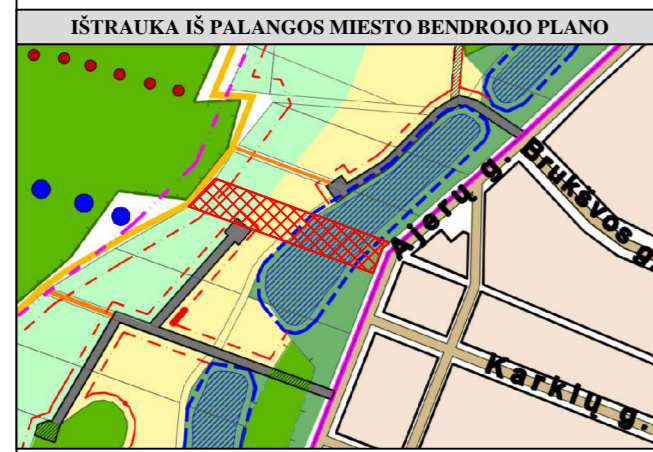 IŠTRAUKA IŠ PALANGOS MIESTO BENDROJO PLANO
Ajerų g.
Brukšvos g.
Karklų g.